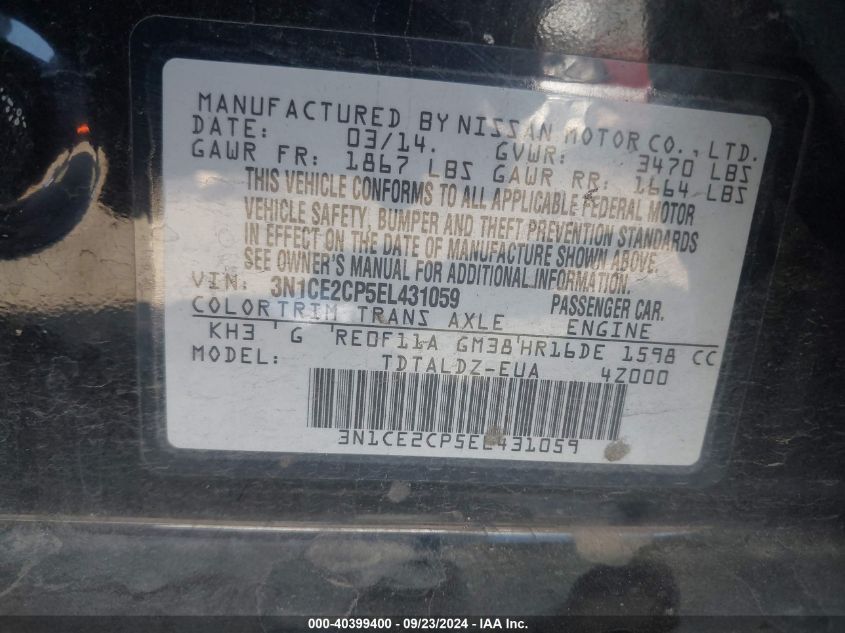 MANUFACTURED BY NISSAN MOTOR CO., LTD.
DATE: 03/14. GVWR: 3470 LBS
GAWR FR: 1867 LBS GAWR RR: 1664 LBS
THIS VEHICLE CONFORMS TO ALL APPLICABLE FEDERAL MOTOR
VEHICLE SAFETY, BUMPER AND THEFT PREVENTION STANDARDS
IN EFFECT ON THE DATE OF MANUFACTURE SHOWN ABOVE.
SEE OWNER'S MANUAL FOR ADDITIONAL INFORMATION.
VIN: 3N1CE2CP5EL431059 PASSENGER CAR.
COLOR TRIM TRANS AXLE ENGINE
KH3 ' G 'RE0F11A GM38'HR16DE 1598 CC
MODEL: TDTALDZ-EUA 4Z000
3N1CE2CP5EL431059
000-40399400 - 09/23/2024 - IAA Inc.